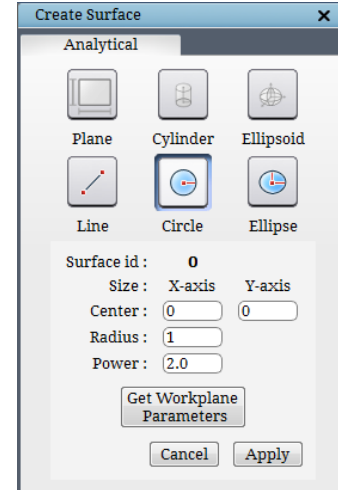 Create Surface x
Analytical
Plane Cylinder Ellipsoid
Line Circle Ellipse
Surface id : 0
Size : X-axis Y-axis
Center : 0 0
Radius : 1
Power : 2.0
Get Workplane
Parameters
Cancel Apply